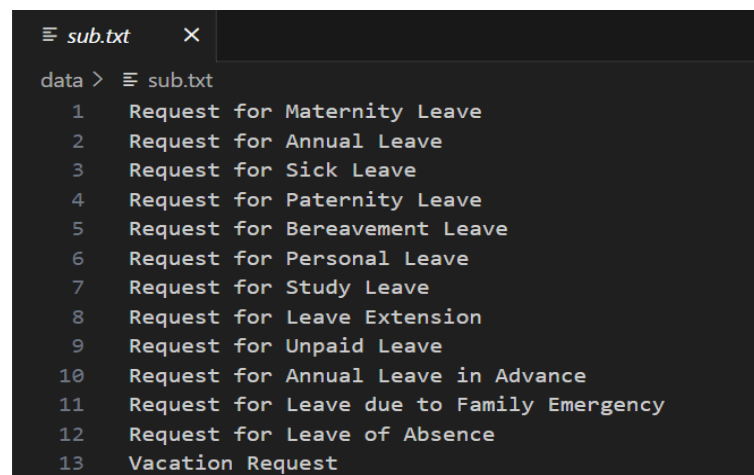 sub.txt
data > sub.txt
1 Request for Maternity Leave
2 Request for Annual Leave
3 Request for Sick Leave
4 Request for Paternity Leave
5 Request for Bereavement Leave
6 Request for Personal Leave
7 Request for Study Leave
8 Request for Leave Extension
9 Request for Unpaid Leave
10 Request for Annual Leave in Advance
11 Request for Leave due to Family Emergency
12 Request for Leave of Absence
13 Vacation Request